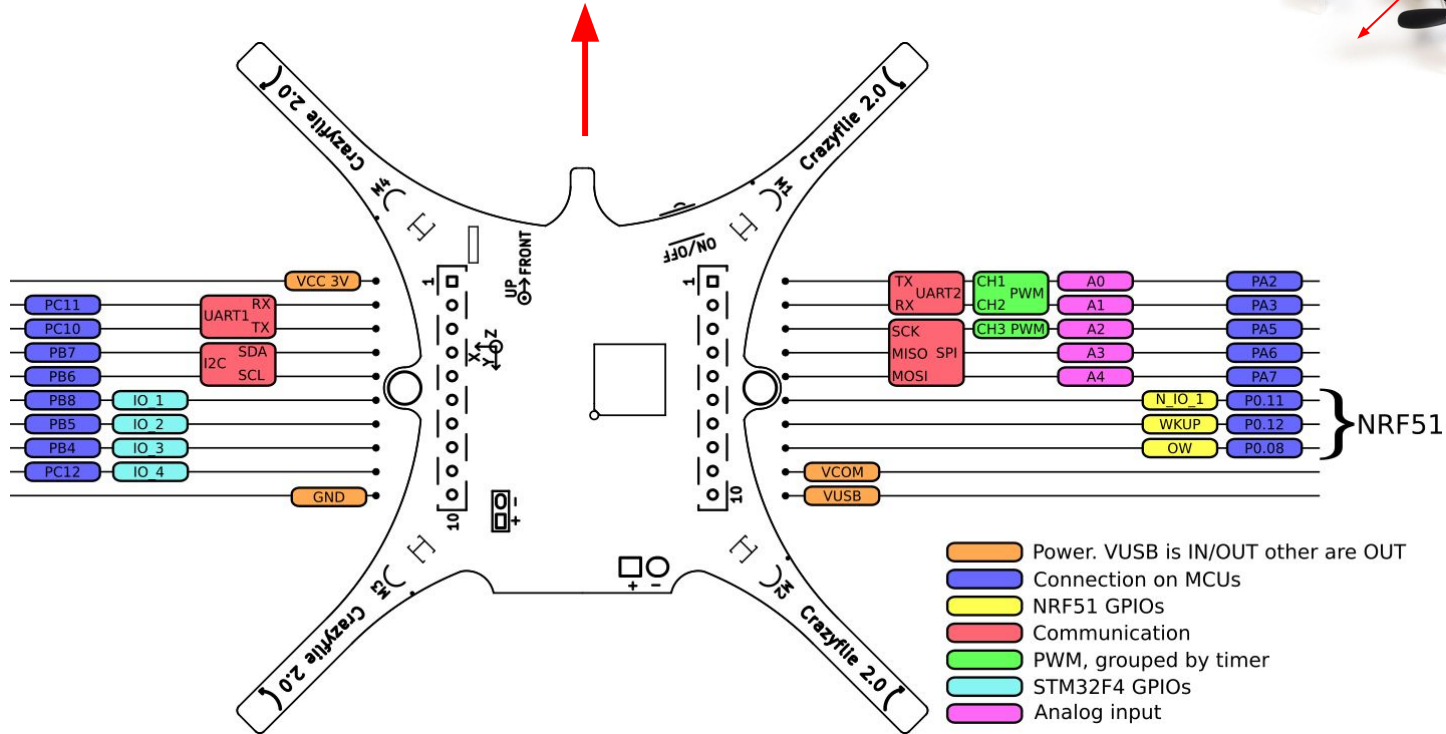 Crazyflie 2.0
M4
Crazyflie 2.0
M1
ON/OFF
UP
FRONT
1
10
Z
X
Y
-
+
1
10
+ -
M3
Crazyflie 2.0
M2
Crazyflie 2.0
VCC 3V
PC11 UART1 RX
PC10 TX
PB7 I2C SDA
PB6 SCL
PB8 IO_1
PB5 IO_2
PB4 IO_3
PC12 IO_4
GND
TX UART2 CH1 PWM A0 PA2
RX CH2 A1 PA3
SCK CH3 PWM A2 PA5
MISO SPI A3 PA6
MOSI A4 PA7
N_IO_1 P0.11
WKUP P0.12
OW P0.08
NRF51
VCOM
VUSB
Power. VUSB is IN/OUT other are OUT
Connection on MCUs
NRF51 GPIOs
Communication
PWM, grouped by timer
STM32F4 GPIOs
Analog input